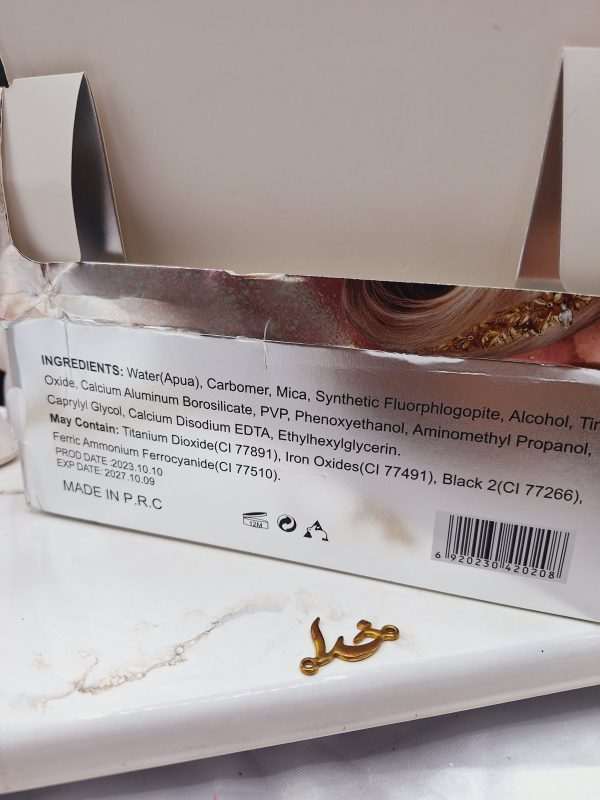 INGREDIENTS: Water(Apua), Carbomer, Mica, Synthetic Fluorphlogopite, Alcohol, Tin
Oxide, Calcium Aluminum Borosilicate, PVP, Phenoxyethanol, Aminomethyl Propanol,
Caprylyl Glycol, Calcium Disodium EDTA, Ethylhexylglycerin.
May Contain: Titanium Dioxide(CI 77891), Iron Oxides(CI 77491), Black 2(CI 77266),
Ferric Ammonium Ferrocyanide(CI 77510).
PROD DATE :2023.10.10
EXP DATE: 2027.10.09
MADE IN P.R.C
12M
6 920230 420208
خدا